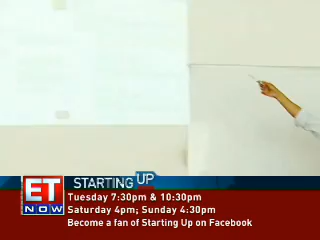 STARTING UP
ET
NOW
Tuesday 7:30pm & 10:30pm
Saturday 4pm; Sunday 4:30pm
Become a fan of Starting Up on Facebook